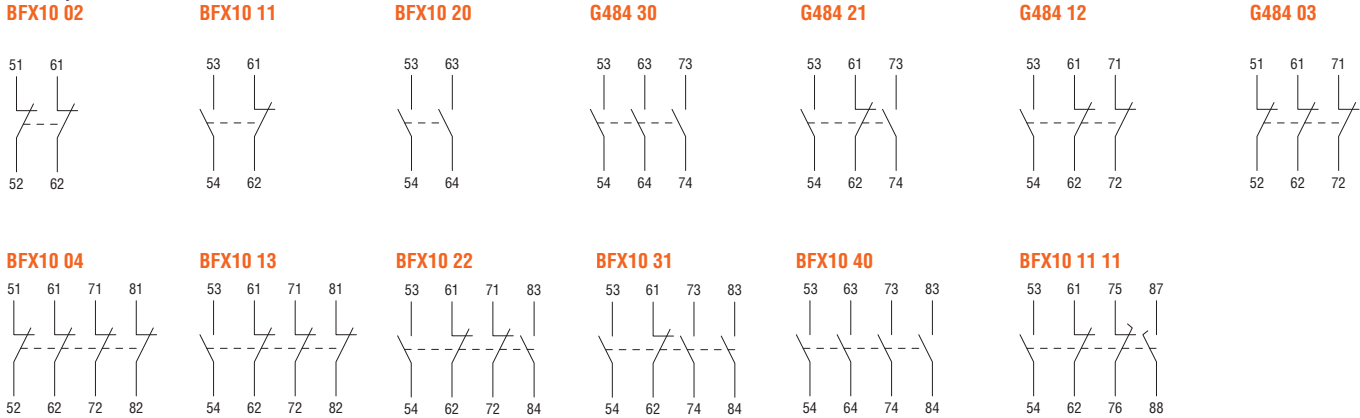 BFX10 02 BFX10 11 BFX10 20 G484 30 G484 21 G484 12 G484 03
51 61 53 61 53 63 53 63 73 53 61 73 53 61 71 51 61 71
52 62 54 62 54 64 54 64 74 54 62 74 54 62 72 52 62 72
BFX10 04 BFX10 13 BFX10 22 BFX10 31 BFX10 40 BFX10 11 11
51 61 71 81 53 61 71 81 53 61 71 83 53 61 73 83 53 63 73 83 53 61 75 87
52 62 72 82 54 62 72 82 54 62 72 84 54 62 74 84 54 64 74 84 54 62 76 88